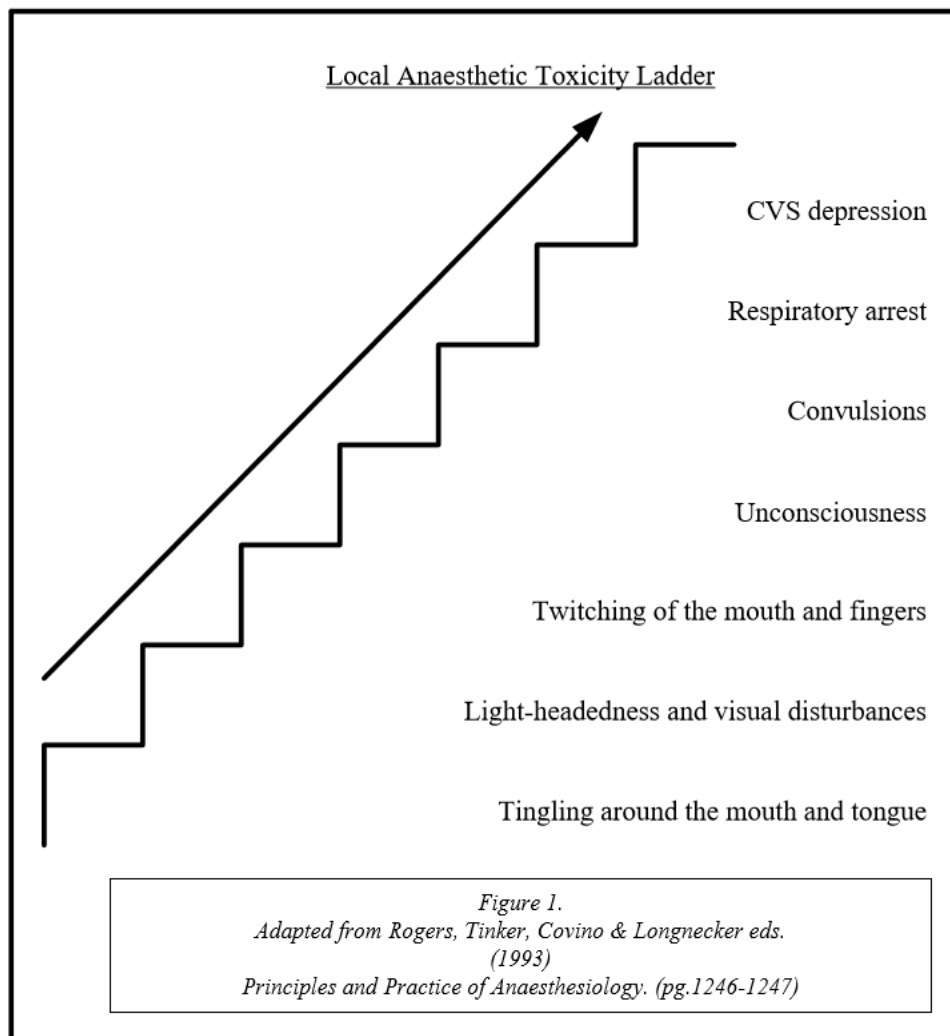 Local Anaesthetic Toxicity Ladder
CVS depression
Respiratory arrest
Convulsions
Unconsciousness
Twitching of the mouth and fingers
Light-headedness and visual disturbances
Tingling around the mouth and tongue
Figure 1.
Adapted from Rogers, Tinker, Covino & Longnecker eds.
(1993)
Principles and Practice of Anaesthesiology. (pg.1246-1247)